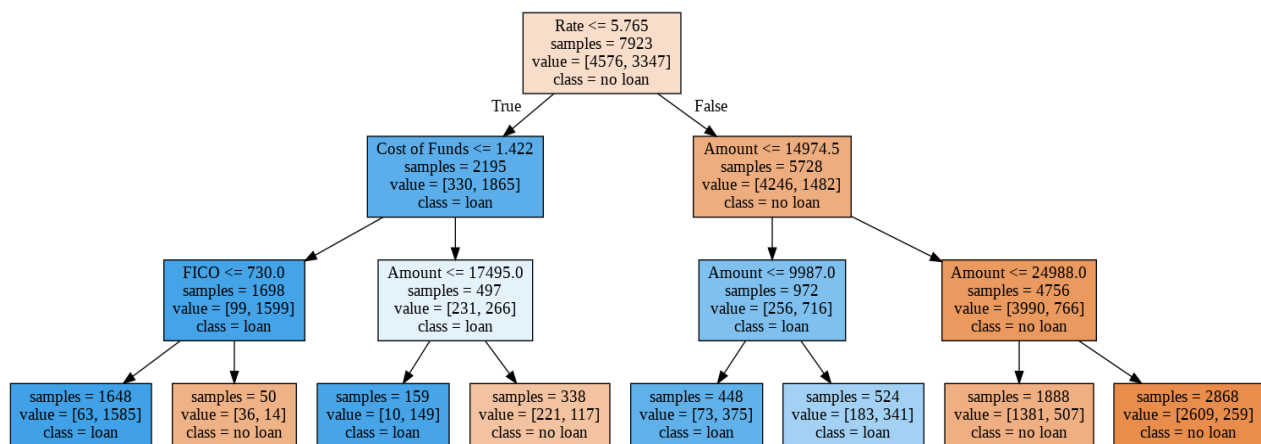 Rate <= 5.765
samples = 7923
value = [4576, 3347]
class = no loan
True
False
Cost of Funds <= 1.422
samples = 2195
value = [330, 1865]
class = loan
Amount <= 14974.5
samples = 5728
value = [4246, 1482]
class = no loan
FICO <= 730.0
samples = 1698
value = [99, 1599]
class = loan
Amount <= 17495.0
samples = 497
value = [231, 266]
class = loan
Amount <= 9987.0
samples = 972
value = [256, 716]
class = loan
Amount <= 24988.0
samples = 4756
value = [3990, 766]
class = no loan
samples = 1648
value = [63, 1585]
class = loan
samples = 50
value = [36, 14]
class = no loan
samples = 159
value = [10, 149]
class = loan
samples = 338
value = [221, 117]
class = no loan
samples = 448
value = [73, 375]
class = loan
samples = 524
value = [183, 341]
class = loan
samples = 1888
value = [1381, 507]
class = no loan
samples = 2868
value = [2609, 259]
class = no loan